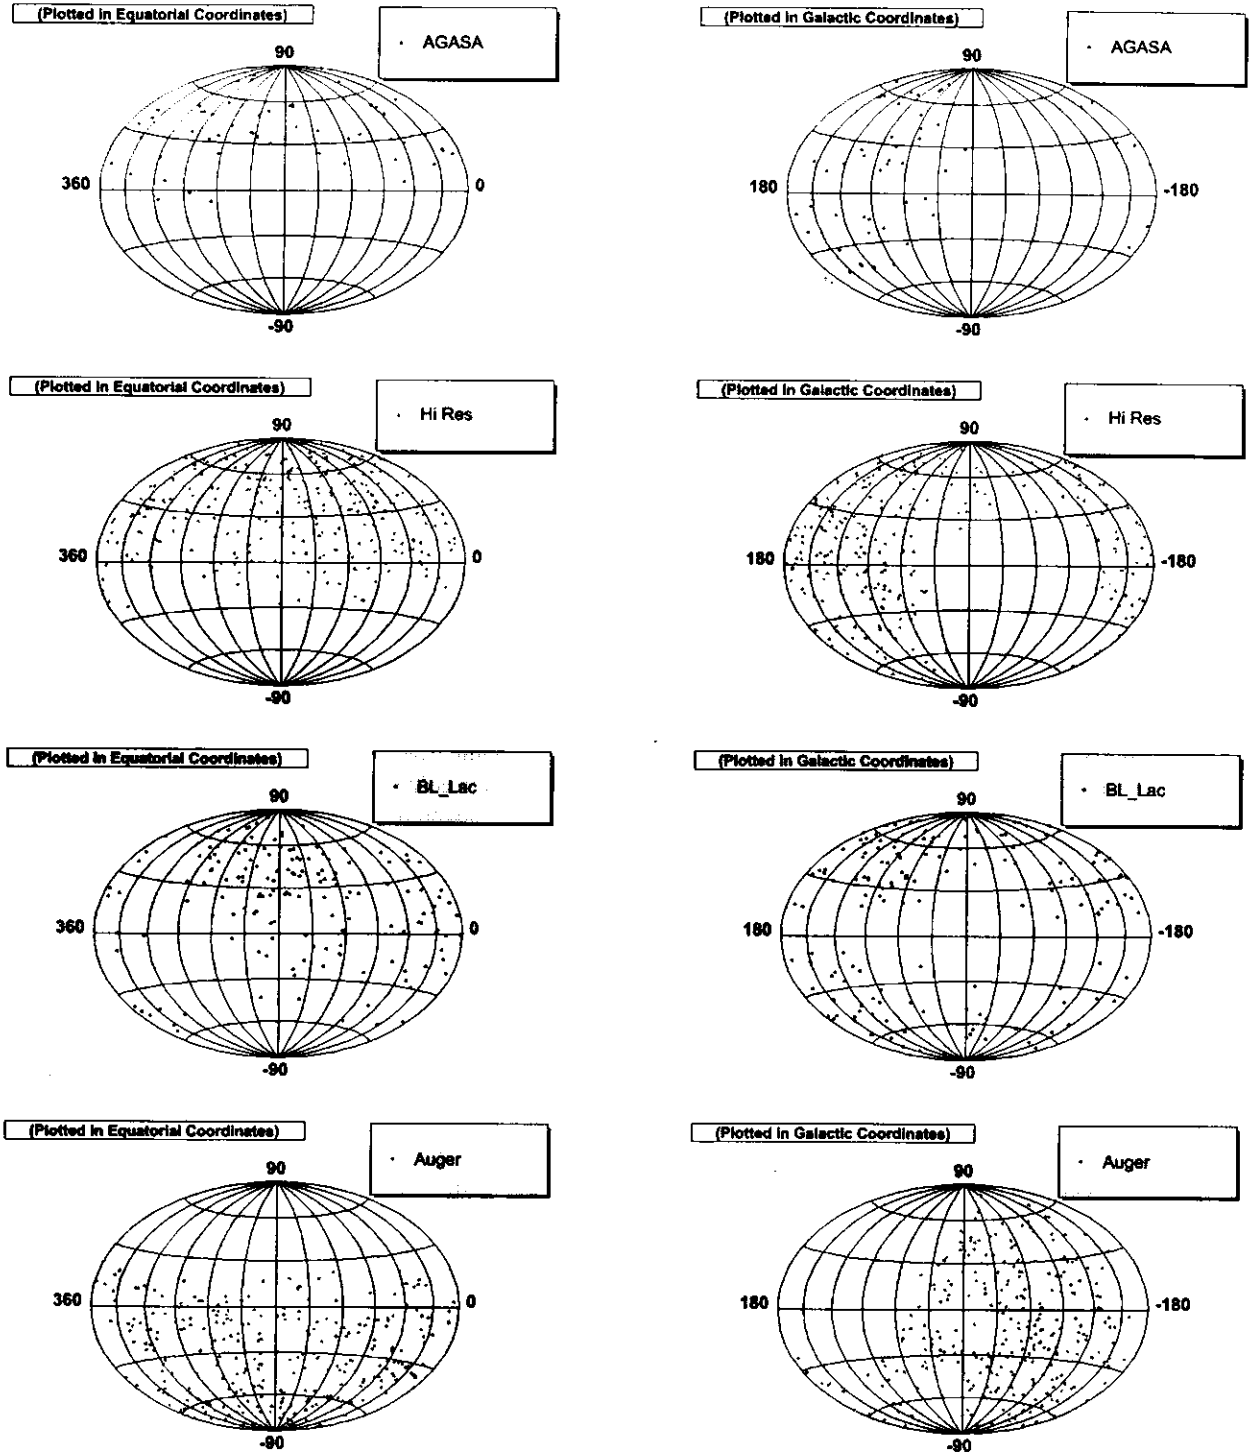 (Plotted in Equatorial Coordinates)
AGASA
90
360
0
-90
(Plotted in Galactic Coordinates)
AGASA
90
180
-180
-90
(Plotted in Equatorial Coordinates)
Hi Res
90
360
0
-90
(Plotted in Galactic Coordinates)
Hi Res
90
180
-180
-90
(Plotted in Equatorial Coordinates)
BL_Lac
90
360
0
-90
(Plotted in Galactic Coordinates)
BL_Lac
90
180
-180
-90
(Plotted in Equatorial Coordinates)
Auger
90
360
0
-90
(Plotted in Galactic Coordinates)
Auger
90
180
-180
-90